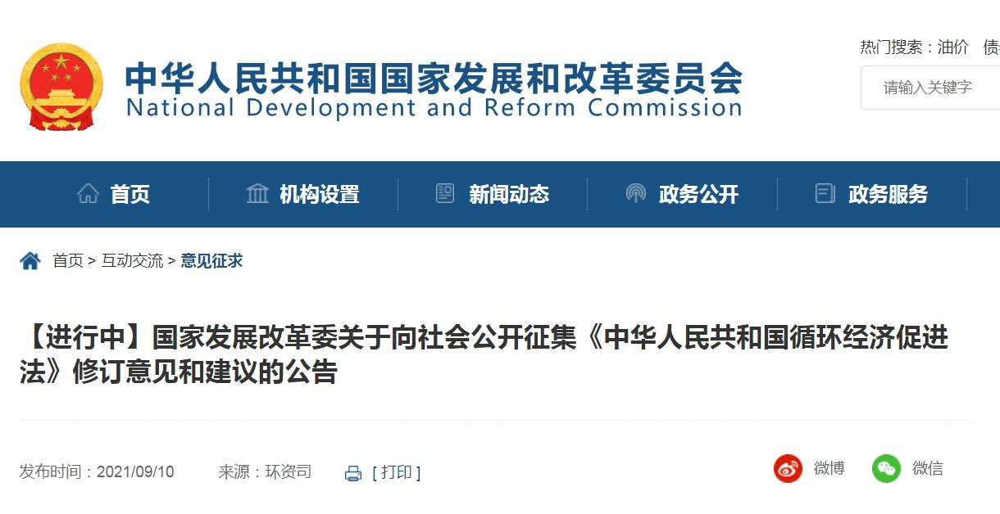 热门搜索：油价 债券
中华人民共和国国家发展和改革委员会
National Development and Reform Commission
请输入关键字
首页 机构设置 新闻动态 政务公开 政务服务
首页 > 互动交流 > 意见征求
【进行中】国家发展改革委关于向社会公开征集《中华人民共和国循环经济促进
法》修订意见和建议的公告
发布时间：2021/09/10 来源：环资司 [ 打印 ] 微博 微信